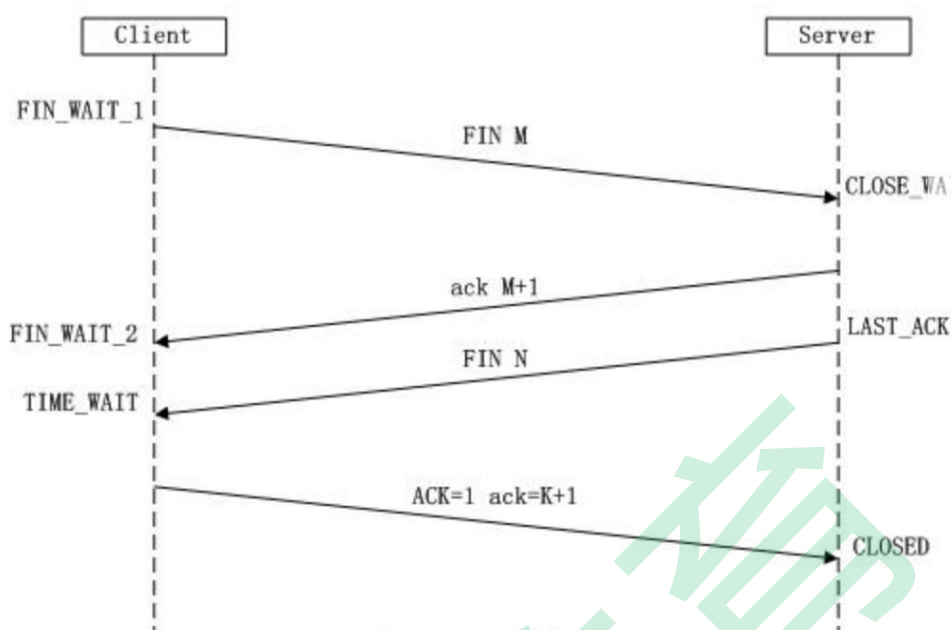 Client
Server
FIN_WAIT_1
FIN M
CLOSE_WA
ack M+1
FIN_WAIT_2
LAST_ACK
FIN N
TIME_WAIT
ACK=1 ack=K+1
CLOSED